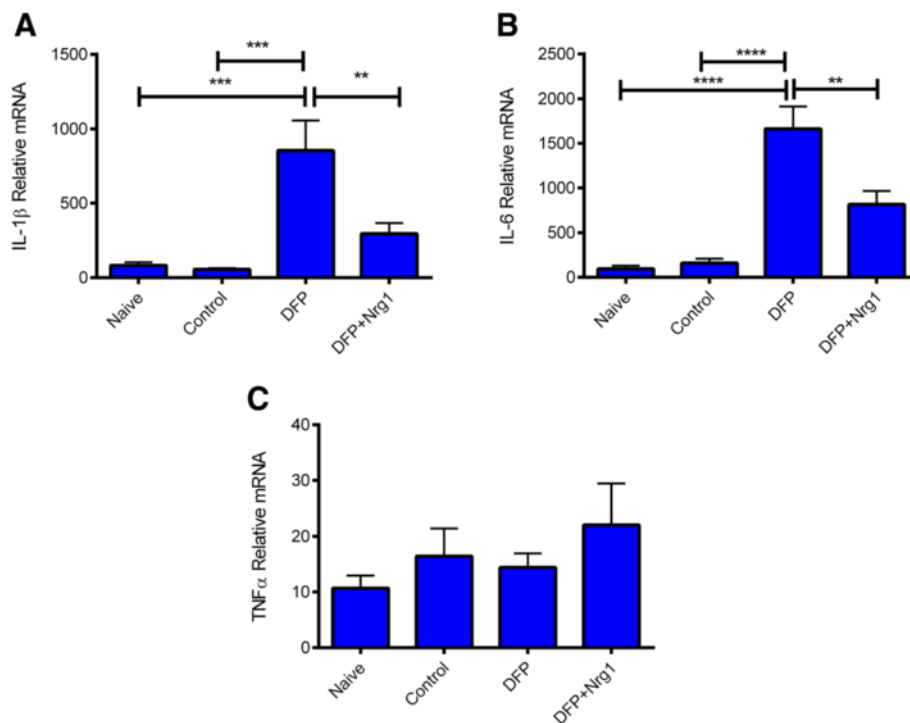 A
IL-1β Relative mRNA
1500
1000
500
0
***
***
**
Naive
Control
DFP
DFP+Nrg1
B
IL-6 Relative mRNA
2500
2000
1500
1000
500
0
****
****
**
Naive
Control
DFP
DFP+Nrg1
C
TNFα Relative mRNA
40
30
20
10
0
Naive
Control
DFP
DFP+Nrg1